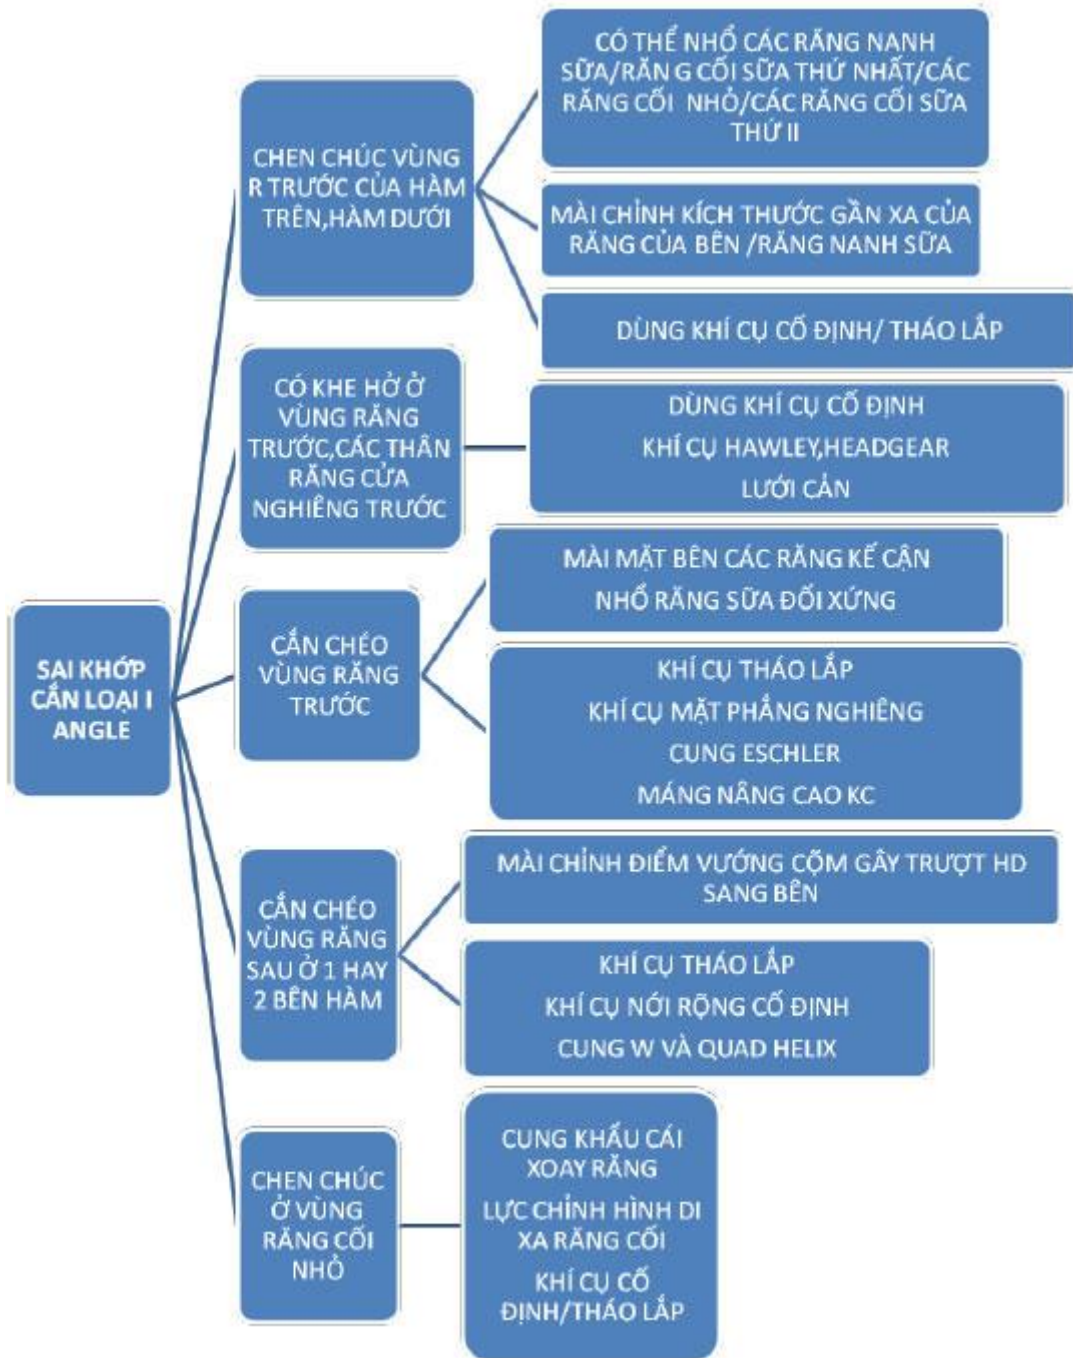 SAI KHỚP
CẮN LOẠI I
ANGLE
CHEN CHÚC VÙNG
R TRƯỚC CỦA HÀM
TRÊN,HÀM DƯỚI
CÓ THỂ NHỔ CÁC RĂNG NANH
SỮA/RĂN G CỐI SỮA THỨ NHẤT/CÁC
RĂNG CỐI NHỎ/CÁC RĂNG CỐI SỮA
THỨ II
MÀI CHỈNH KÍCH THƯỚC GẦN XA CỦA
RĂNG CỦA BÊN /RĂNG NANH SỮA
DÙNG KHÍ CỤ CỐ ĐỊNH/ THÁO LẮP
CÓ KHE HỞ Ở
VÙNG RĂNG
TRƯỚC,CÁC THÂN
RĂNG CỬA
NGHIÊNG TRƯỚC
DÙNG KHÍ CỤ CỐ ĐỊNH
KHÍ CỤ HAWLEY,HEADGEAR
LƯỚI CẢN
CẮN CHÉO
VÙNG RĂNG
TRƯỚC
MÀI MẶT BÊN CÁC RĂNG KẾ CẬN
NHỔ RĂNG SỮA ĐỐI XỨNG
KHÍ CỤ THÁO LẮP
KHÍ CỤ MẶT PHẲNG NGHIÊNG
CUNG ESCHLER
MÁNG NÂNG CAO KC
CẮN CHÉO
VÙNG RĂNG
SAU Ở 1 HAY
2 BÊN HÀM
MÀI CHỈNH ĐIỂM VƯỚNG CỘM GÂY TRƯỢT HD
SANG BÊN
KHÍ CỤ THÁO LẮP
KHÍ CỤ NỚI RỘNG CỐ ĐỊNH
CUNG W VÀ QUAD HELIX
CHEN CHÚC
Ở VÙNG
RĂNG CỐI
NHỎ
CUNG KHẨU CÁI
XOAY RĂNG
LỰC CHỈNH HÌNH DI
XA RĂNG CỐI
KHÍ CỤ CỐ
ĐỊNH/THÁO LẮP